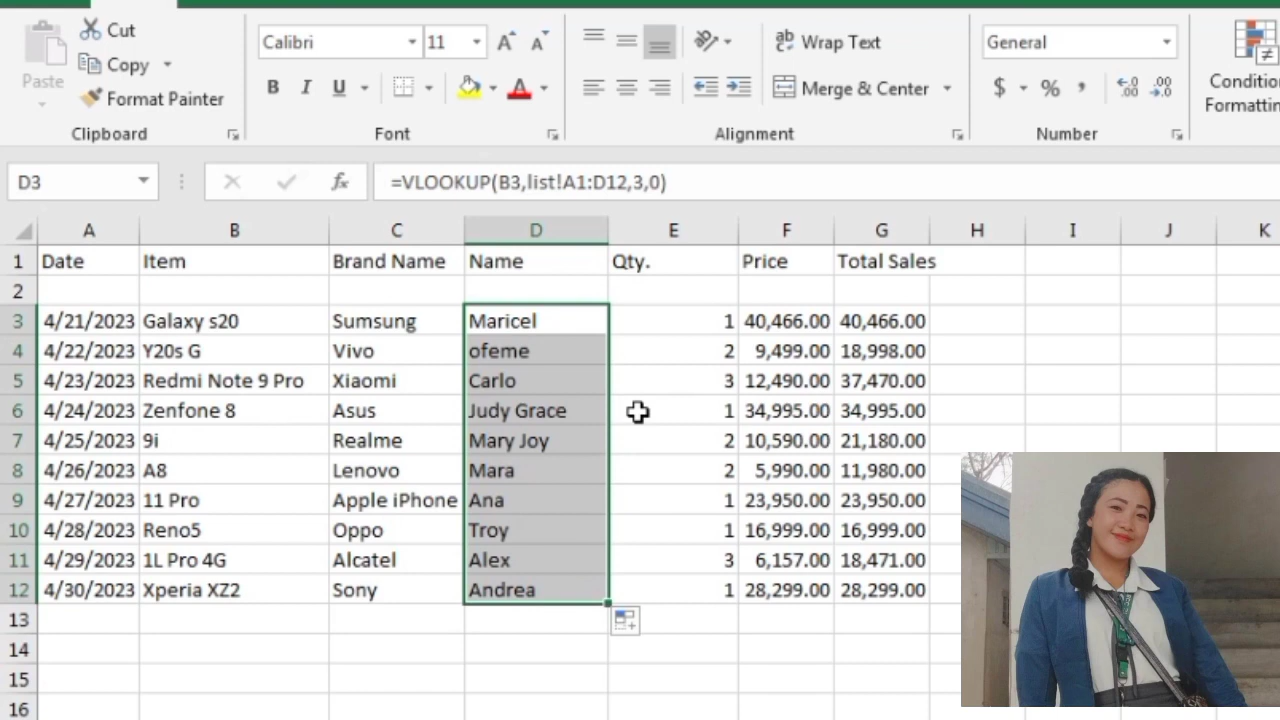 Cut
Calibri 11 A A ab Wrap Text General
Copy
Paste B I U A Merge & Center $ % , .0 .00 Conditio
Format Painter .00 .0 Formattin
Clipboard Font Alignment Number
D3 fx =VLOOKUP(B3,list!A1:D12,3,0)
A B C D E F G H I J K
1 Date Item Brand Name Name Qty. Price Total Sales
2
3 4/21/2023 Galaxy s20 Sumsung Maricel 1 40,466.00 40,466.00
4 4/22/2023 Y20s G Vivo ofeme 2 9,499.00 18,998.00
5 4/23/2023 Redmi Note 9 Pro Xiaomi Carlo 3 12,490.00 37,470.00
6 4/24/2023 Zenfone 8 Asus Judy Grace 1 34,995.00 34,995.00
7 4/25/2023 9i Realme Mary Joy 2 10,590.00 21,180.00
8 4/26/2023 A8 Lenovo Mara 2 5,990.00 11,980.00
9 4/27/2023 11 Pro Apple iPhone Ana 1 23,950.00 23,950.00
10 4/28/2023 Reno5 Oppo Troy 1 16,999.00 16,999.00
11 4/29/2023 1L Pro 4G Alcatel Alex 3 6,157.00 18,471.00
12 4/30/2023 Xperia XZ2 Sony Andrea 1 28,299.00 28,299.00
13
14
15
16